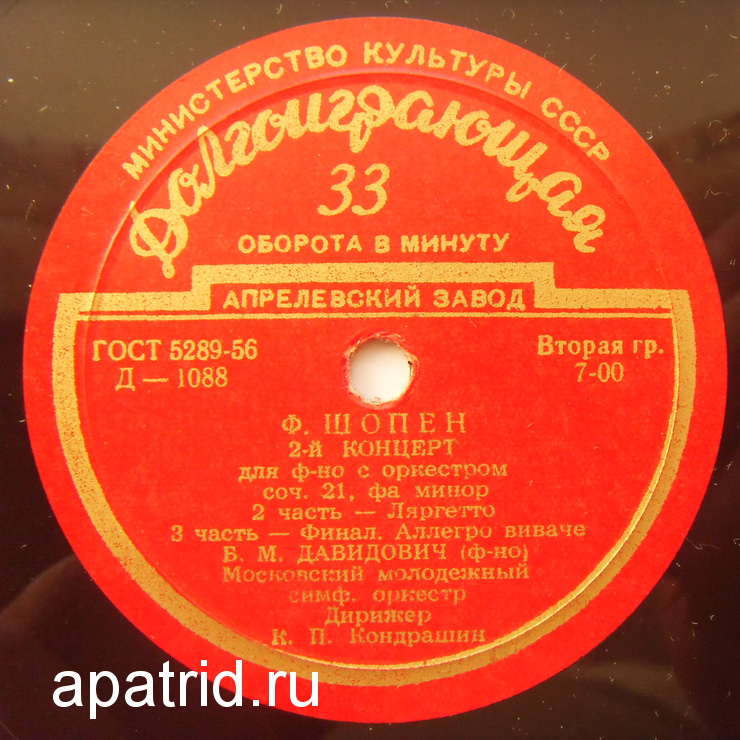 МИНИСТЕРСТВО КУЛЬТУРЫ СССР
Долгоиграющая
33
ОБОРОТА В МИНУТУ
АПРЕЛЕВСКИЙ ЗАВОД
ГОСТ 5289-56
Д — 1088
Вторая гр.
7-00
Ф. ШОПЕН
2-й КОНЦЕРТ
для ф-но с оркестром
соч. 21, фа минор
2 часть — Ляргетто
3 часть — Финал. Аллегро виваче
Б. М. ДАВИДОВИЧ (ф-но)
Московский молодежный
симф. оркестр
Дирижер
К. П. Кондрашин
apatrid.ru